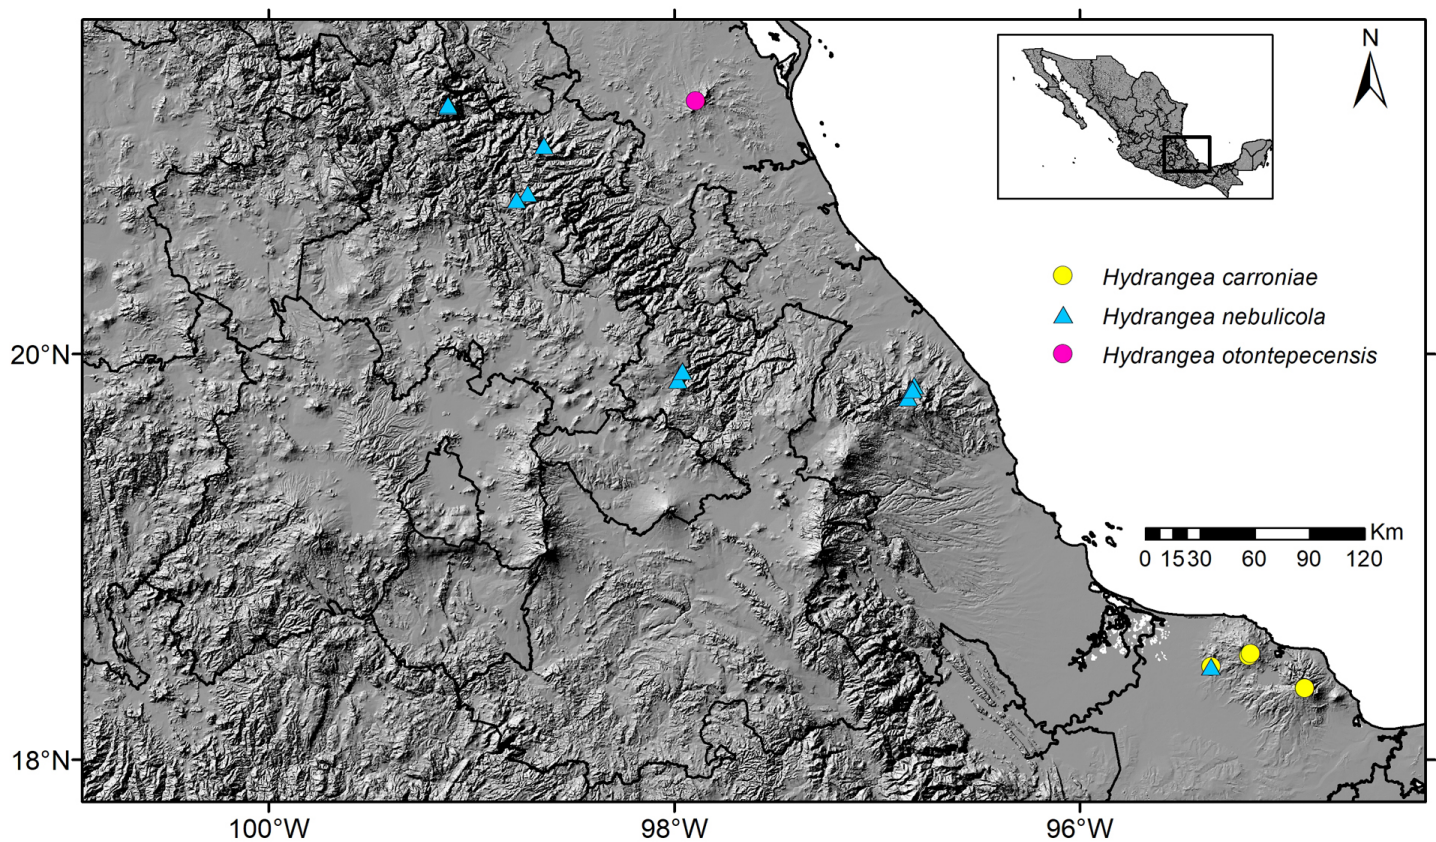 N
Hydrangea carroniae
Hydrangea nebulicola
Hydrangea otontepecensis
20°N
Km
0 15 30 60 90 120
18°N
100°W 98°W 96°W